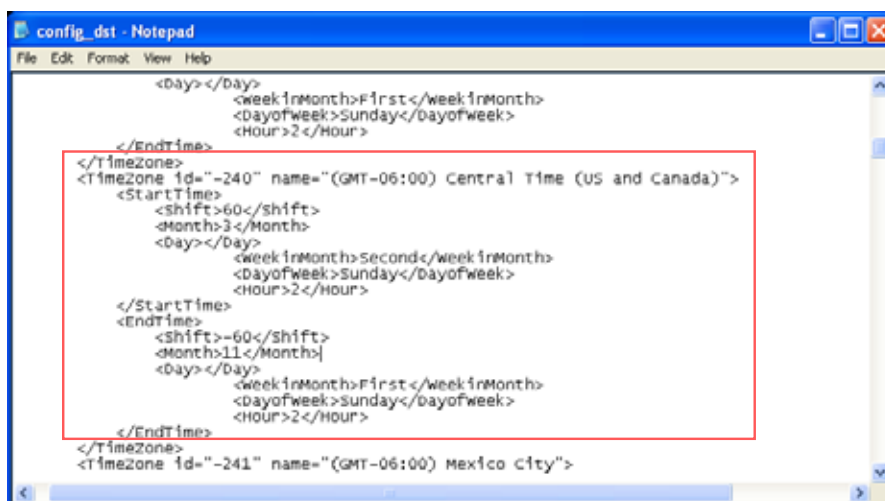 config_dst - Notepad
File Edit Format View Help
<Day></Day>
<WeekinMonth>First</WeekinMonth>
<DayofWeek>Sunday</DayofWeek>
<Hour>2</Hour>
</EndTime>
</TimeZone>
<TimeZone id="-240" name="(GMT-06:00) Central Time (US and Canada)">
<StartTime>
<Shift>60</Shift>
<Month>3</Month>
<Day></Day>
<WeekinMonth>Second</WeekinMonth>
<DayofWeek>Sunday</DayofWeek>
<Hour>2</Hour>
</StartTime>
<EndTime>
<Shift>-60</Shift>
<Month>11</Month>
<Day></Day>
<WeekinMonth>First</WeekinMonth>
<DayofWeek>Sunday</DayofWeek>
<Hour>2</Hour>
</EndTime>
</TimeZone>
<TimeZone id="-241" name="(GMT-06:00) Mexico City">